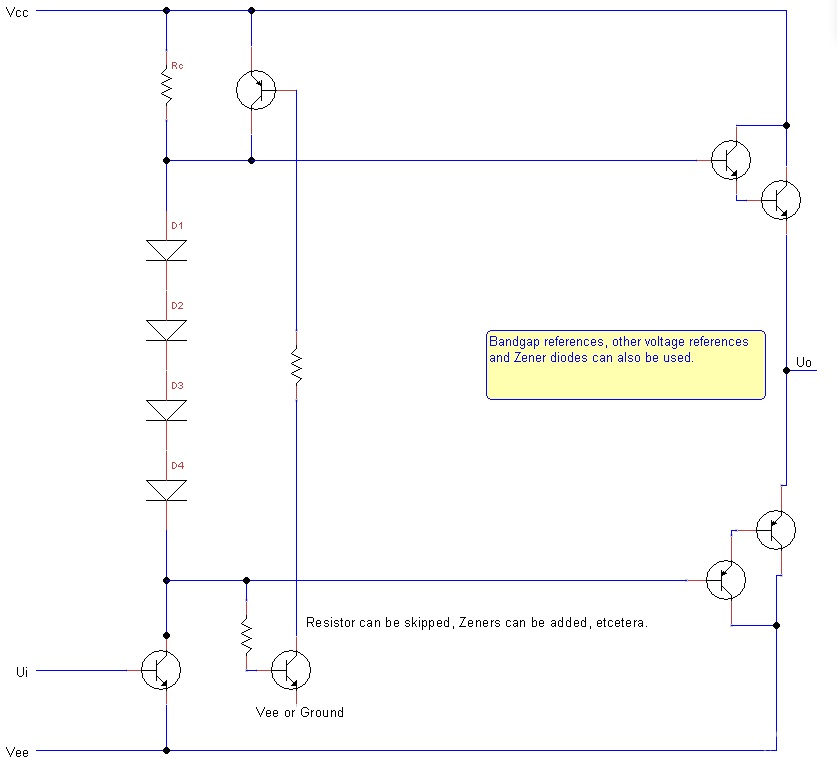 Vcc
Rc
D1
D2
D3
Bandgap references, other voltage references
and Zener diodes can also be used.
Uo
D4
Resistor can be skipped, Zeners can be added, etcetera.
Ui
Vee or Ground
Vee